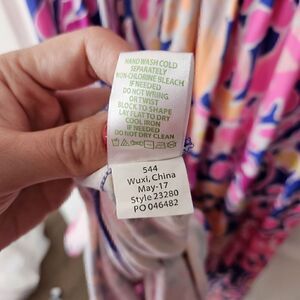 HAND WASH COLD
SEPARATELY
NON-CHLORINE BLEACH
IF NEEDED
DO NOT WRING
OR TWIST
BLOCK TO SHAPE
LAY FLAT TO DRY
COOL IRON
IF NEEDED
DO NOT DRY CLEAN
544
Wuxi, China
May-17
Style 23280
PO 046482